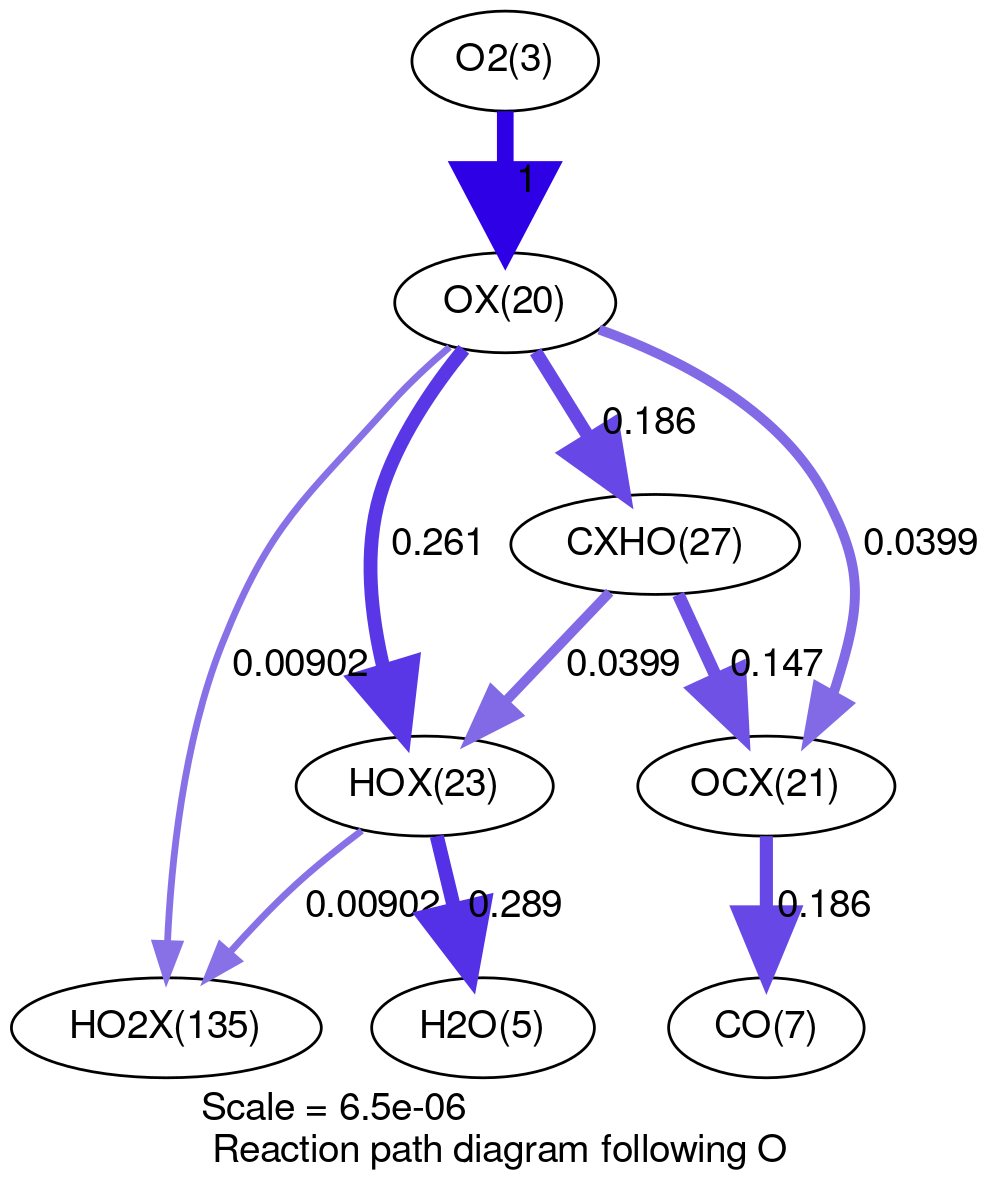 O2(3)
1
OX(20)
0.186
0.261
CXHO(27)
0.0399
0.00902
0.0399
0.147
HOX(23)
OCX(21)
0.00902
0.289
0.186
HO2X(135)
H2O(5)
CO(7)
Scale = 6.5e-06
Reaction path diagram following O